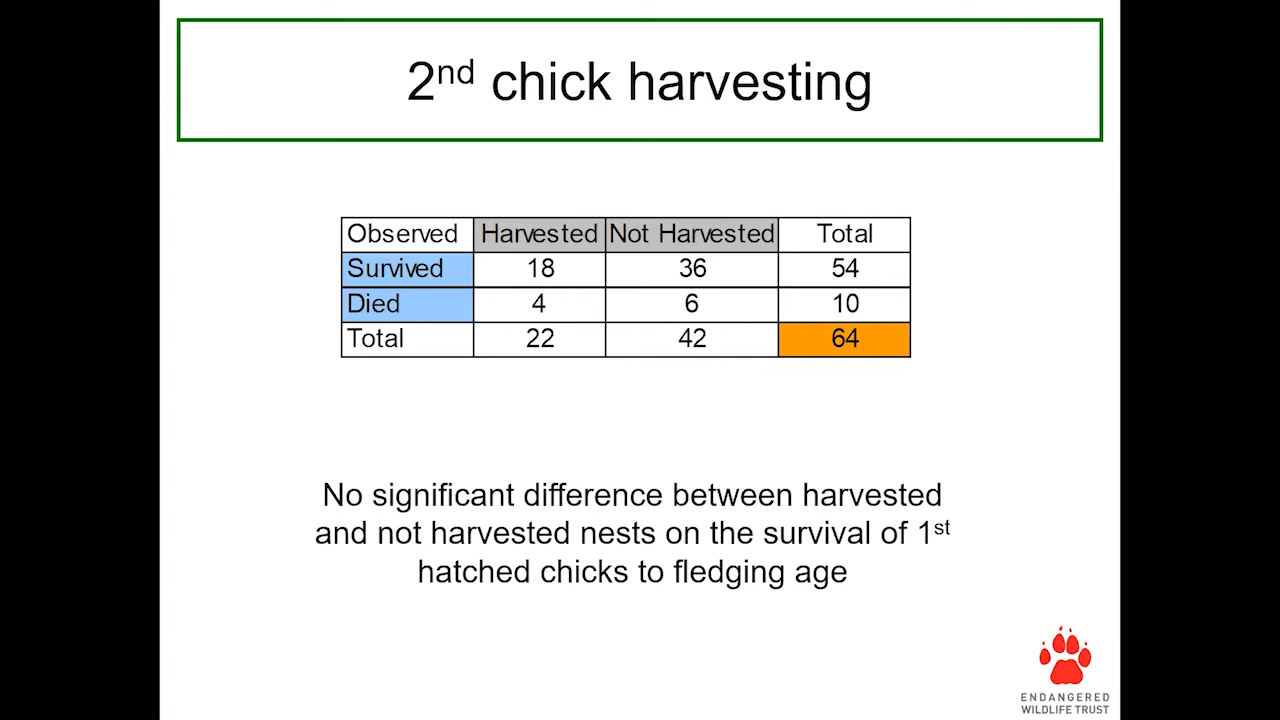 2nd chick harvesting
Observed Harvested Not Harvested Total
Survived 18 36 54
Died 4 6 10
Total 22 42 64
No significant difference between harvested
and not harvested nests on the survival of 1st
hatched chicks to fledging age
ENDANGERED
WILDLIFE TRUST